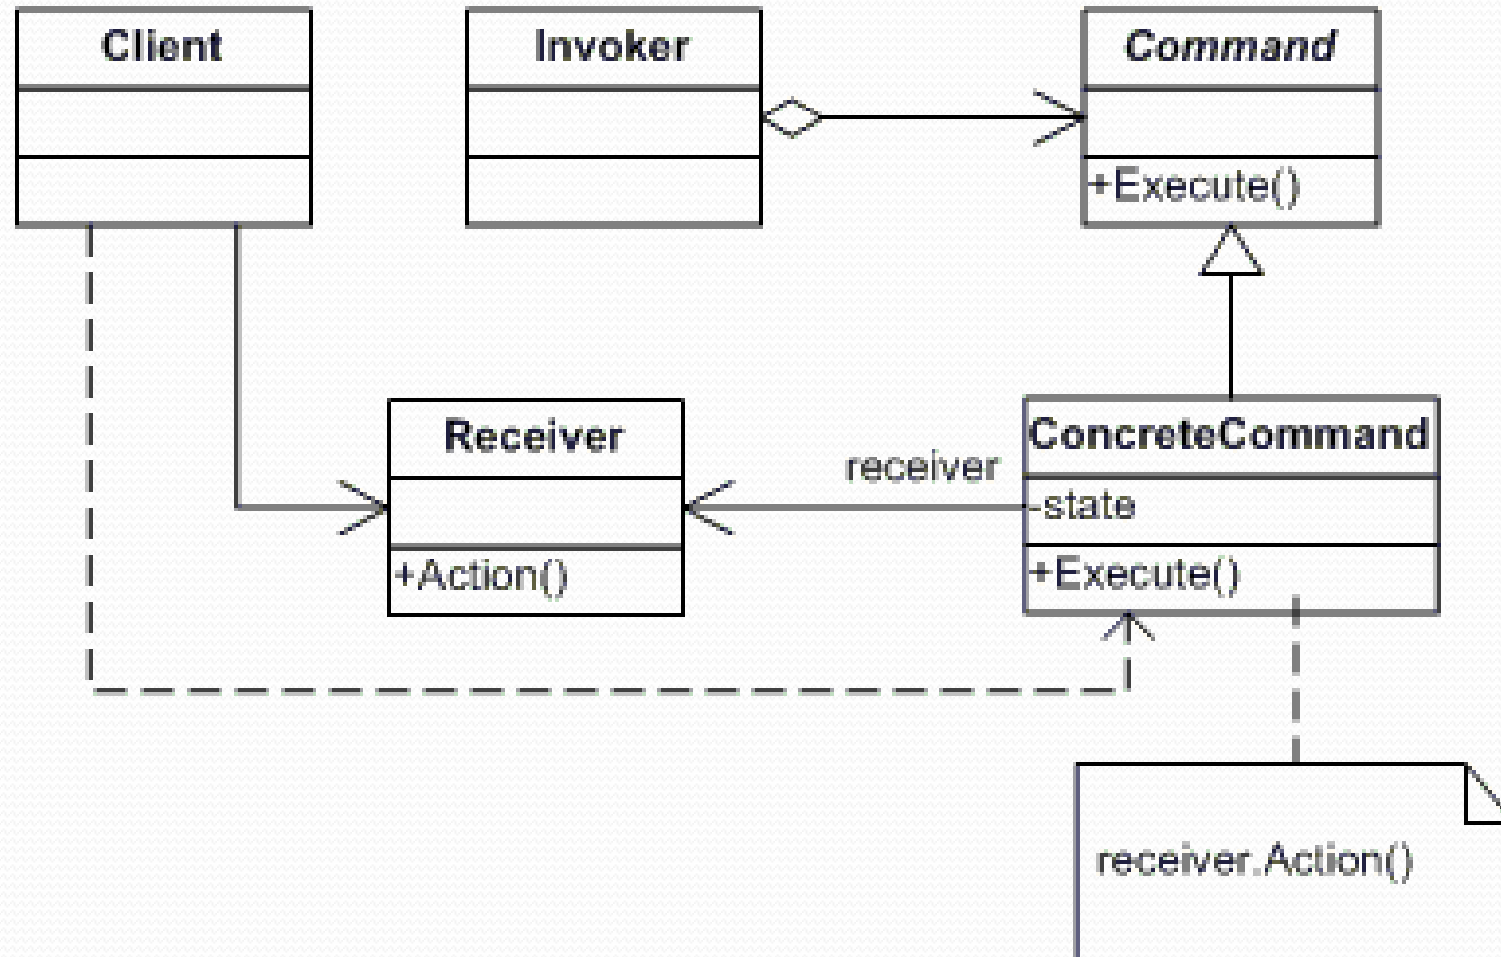 Client
Invoker
Command
+Execute()
Receiver
+Action()
receiver
ConcreteCommand
-state
+Execute()
receiver.Action()